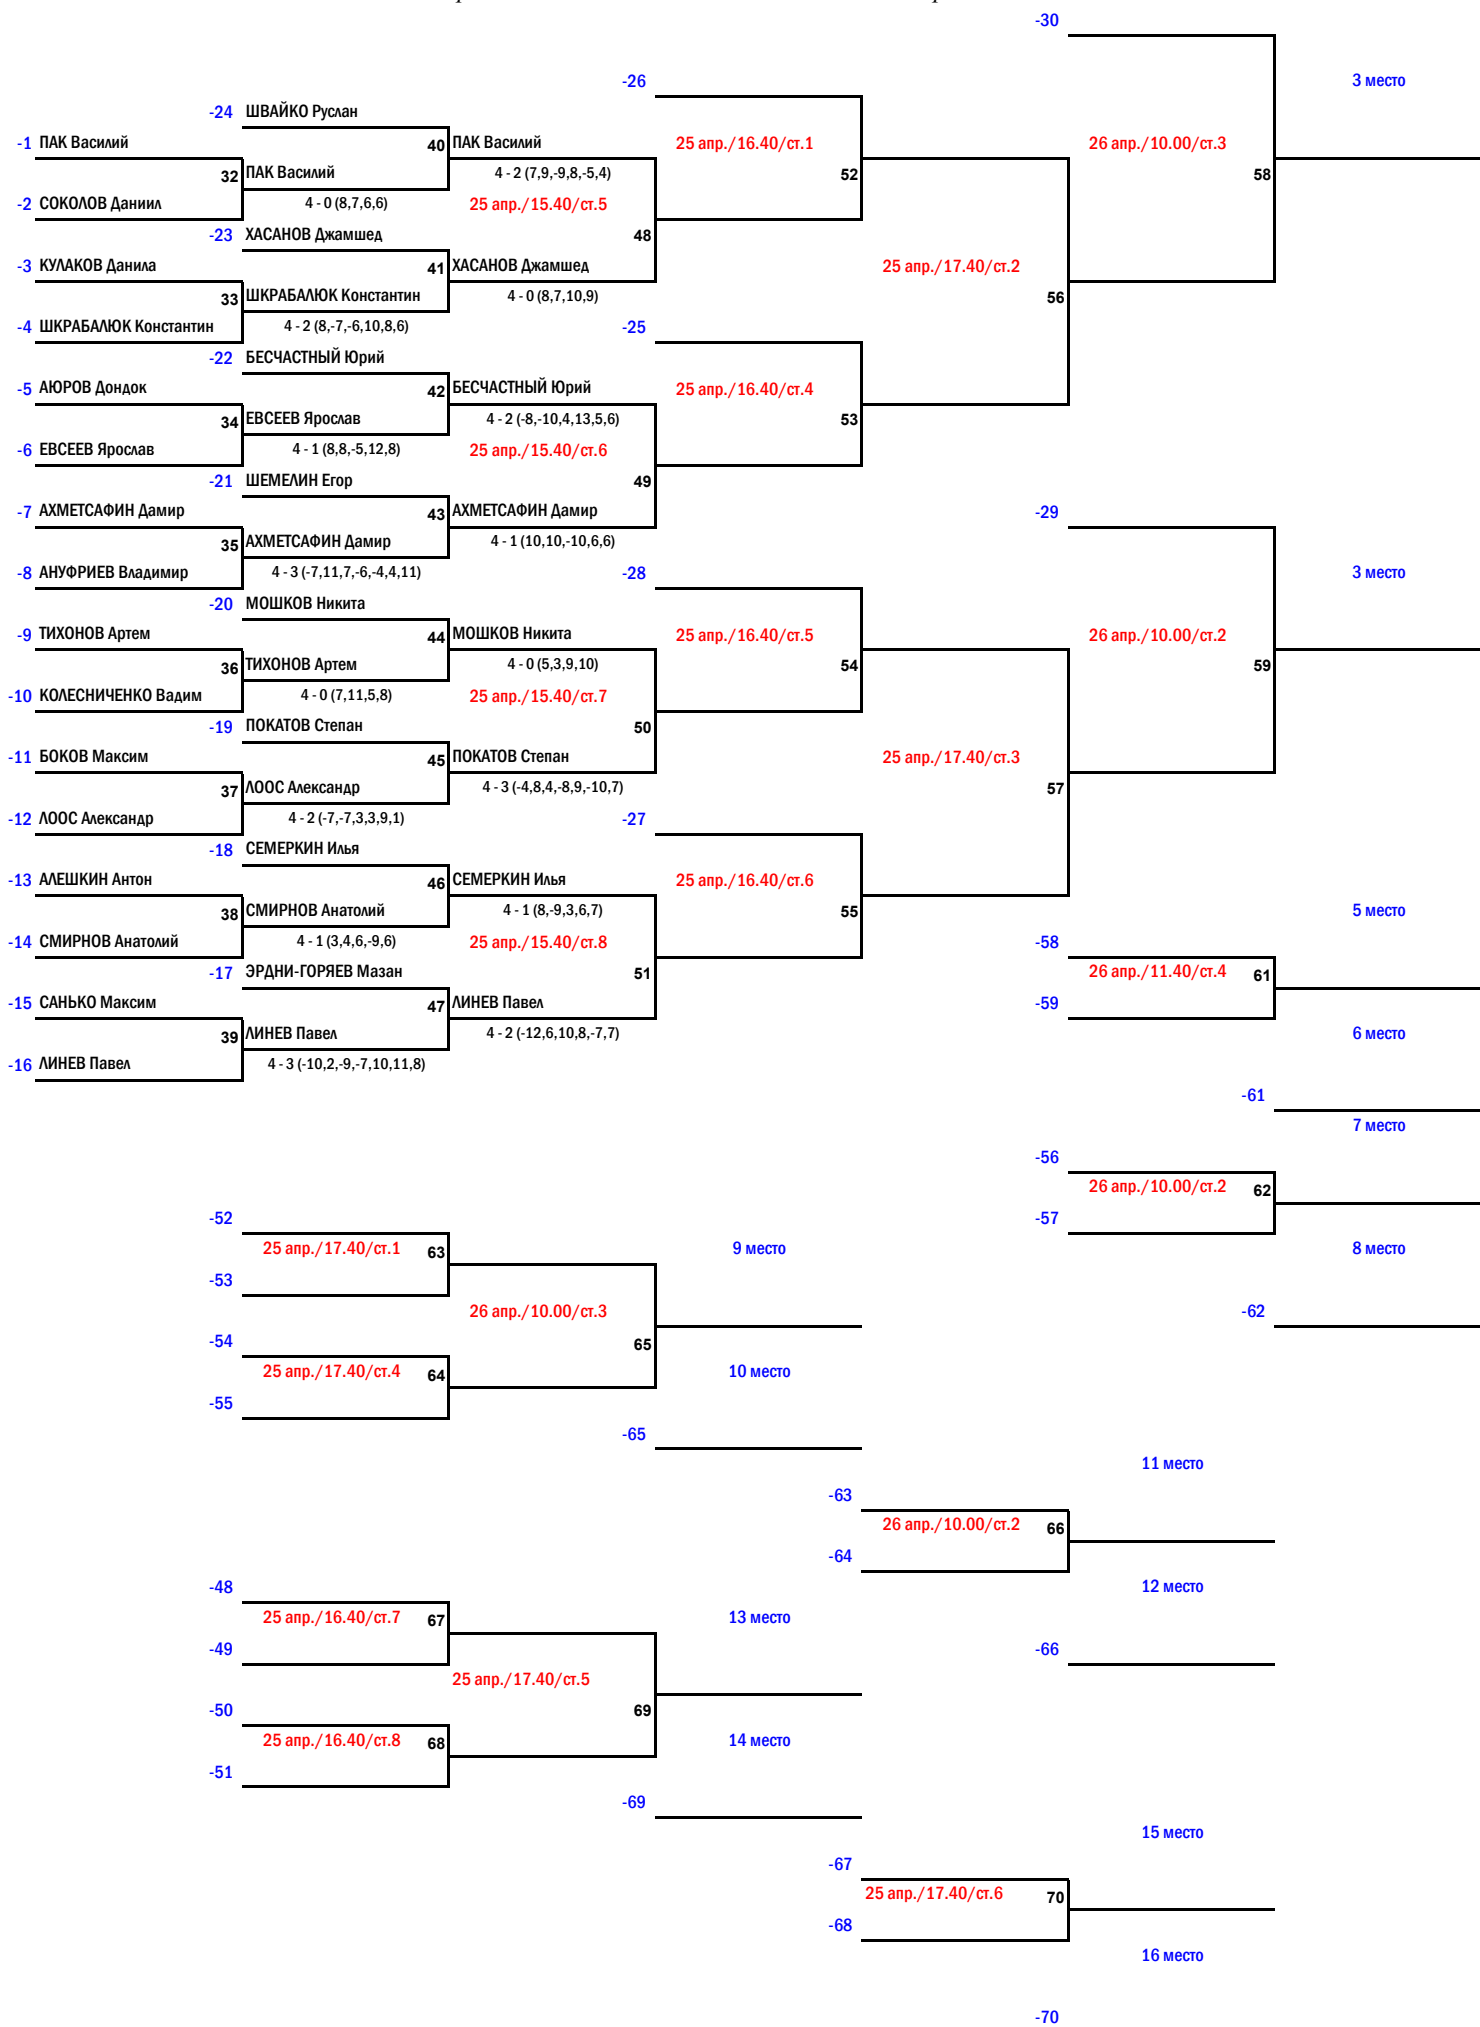 -30
3 место
-26
-24 ШВАЙКО Руслан
-1 ПАК Василий
40 ПАК Василий
25 апр./16.40/ст.1
26 апр./10.00/ст.3
32 ПАК Василий
4 - 2 (7,9,-9,8,-5,4)
52
58
-2 СОКОЛОВ Даниил
4 - 0 (8,7,6,6)
25 апр./15.40/ст.5
-23 ХАСАНОВ Джамшед
48
-3 КУЛАКОВ Данила
41 ХАСАНОВ Джамшед
25 апр./17.40/ст.2
33 ШКРАБАЛЮК Константин
4 - 0 (8,7,10,9)
56
-4 ШКРАБАЛЮК Константин
4 - 2 (8,-7,-6,10,8,6)
-25
-22 БЕСЧАСТНЫЙ Юрий
-5 АЮРОВ Дондок
42 БЕСЧАСТНЫЙ Юрий
25 апр./16.40/ст.4
34 ЕВСЕЕВ Ярослав
4 - 2 (-8,-10,4,13,5,6)
53
-6 ЕВСЕЕВ Ярослав
4 - 1 (8,8,-5,12,8)
25 апр./15.40/ст.6
-21 ШЕМЕЛИН Егор
49
-7 АХМЕТСАФИН Дамир
43 АХМЕТСАФИН Дамир
-29
35 АХМЕТСАФИН Дамир
4 - 1 (10,10,-10,6,6)
-8 АНУФРИЕВ Владимир
4 - 3 (-7,11,7,-6,-4,4,11)
-28
3 место
-20 МОШКОВ Никита
-9 ТИХОНОВ Артем
44 МОШКОВ Никита
25 апр./16.40/ст.5
26 апр./10.00/ст.2
36 ТИХОНОВ Артем
4 - 0 (5,3,9,10)
54
59
-10 КОЛЕСНИЧЕНКО Вадим
4 - 0 (7,11,5,8)
25 апр./15.40/ст.7
-19 ПОКАТОВ Степан
50
-11 БОКОВ Максим
45 ПОКАТОВ Степан
25 апр./17.40/ст.3
37 ЛООС Александр
4 - 3 (-4,8,4,-8,9,-10,7)
57
-12 ЛООС Александр
4 - 2 (-7,-7,3,3,9,1)
-27
-18 СЕМЕРКИН Илья
-13 АЛЕШКИН Антон
46 СЕМЕРКИН Илья
25 апр./16.40/ст.6
38 СМИРНОВ Анатолий
4 - 1 (8,-9,3,6,7)
55
5 место
-14 СМИРНОВ Анатолий
4 - 1 (3,4,6,-9,6)
25 апр./15.40/ст.8
-58
-17 ЭРДНИ-ГОРЯЕВ Мазан
51
26 апр./11.40/ст.4 61
-15 САНЬКО Максим
47 ЛИНЕВ Павел
-59
39 ЛИНЕВ Павел
4 - 2 (-12,6,10,8,-7,7)
6 место
-16 ЛИНЕВ Павел
4 - 3 (-10,2,-9,-7,10,11,8)
-61
7 место
-56
26 апр./10.00/ст.2 62
-52
-57
25 апр./17.40/ст.1 63
9 место
8 место
-53
26 апр./10.00/ст.3
-62
-54
65
25 апр./17.40/ст.4 64
10 место
-55
-65
11 место
-63
26 апр./10.00/ст.2 66
-64
-48
12 место
25 апр./16.40/ст.7 67
13 место
-49
-66
25 апр./17.40/ст.5
-50
69
25 апр./16.40/ст.8 68
14 место
-51
-69
15 место
-67
25 апр./17.40/ст.6 70
-68
16 место
-70